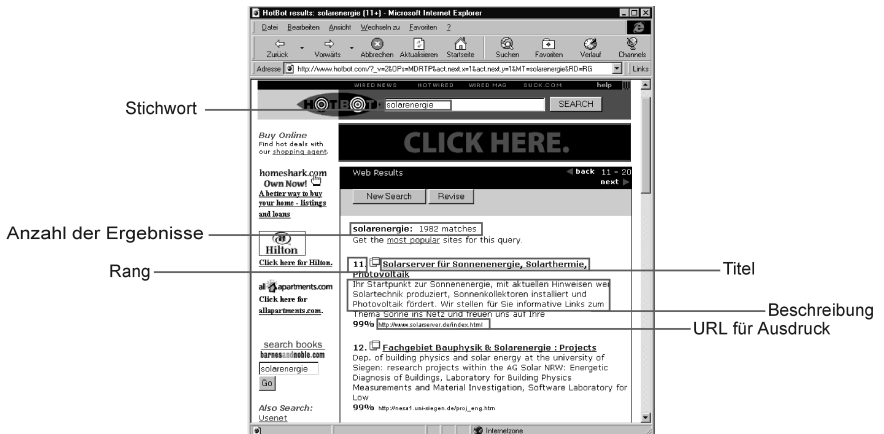 HotBot results: solarenergie (11+) - Microsoft Internet Explorer
Datei Bearbeiten Ansicht Wechseln zu Favoriten ?
Zurück Vorwärts Abbrechen Aktualisieren Startseite Suchen Favoriten Verlauf Channels
Adresse http://www.hotbot.com/?_v=2&OPs=MDRTP&act.next.x=1&act.next.y=1&MT=solarenergie&RD=RG Links
WIRED NEWS HOTWIRED WIRED MAG SUCK.COM help
Stichwort
HOTBOT solarenergie SEARCH
Buy Online
Find hot deals with
our shopping agent.
CLICK HERE.
homeshark.com
Own Now!
A better way to buy
your home - listings
and loans
Web Results back 11 - 20
next
New Search Revise
Anzahl der Ergebnisse
solarenergie: 1982 matches
Get the most popular sites for this query.
Hilton
Click here for Hilton.
Rang
Titel
11. Solarserver für Sonnenenergie, Solarthermie,
Photovoltaik
Ihr Startpunkt zur Sonnenenergie, mit aktuellen Hinweisen wer
Solartechnik produziert, Sonnenkollektoren installiert und
Photovoltaik fördert. Wir stellen für Sie informative Links zum
Thema Sonne ins Netz und freuen uns auf Ihre
Beschreibung
99% http://www.solarserver.de/index.html
URL für Ausdruck
all apartments.com
Click here for
allapartments.com.
12. Fachgebiet Bauphysik & Solarenergie : Projects
Dep. of building physics and solar energy at the university of
Siegen: research projects within the AG Solar NRW: Energetic
Diagnosis of Buildings, Laboratory for Building Physics
Measurements and Material Investigation, Software Laboratory for
Low
99% http://nesa1.uni-siegen.de/proj_eng.htm
search books
barnesandnoble.com
solarenergie
Go
Also Search:
Usenet
Internetzone